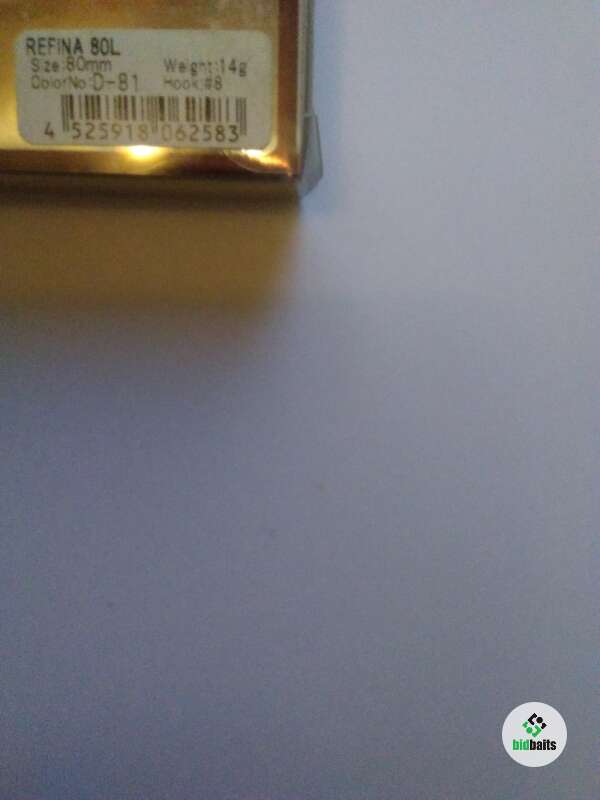 REFINA 80L
Size:80mm Weight:14g
ColorNo:D-81 Hook:#8
4 525918 062583
bidbaits